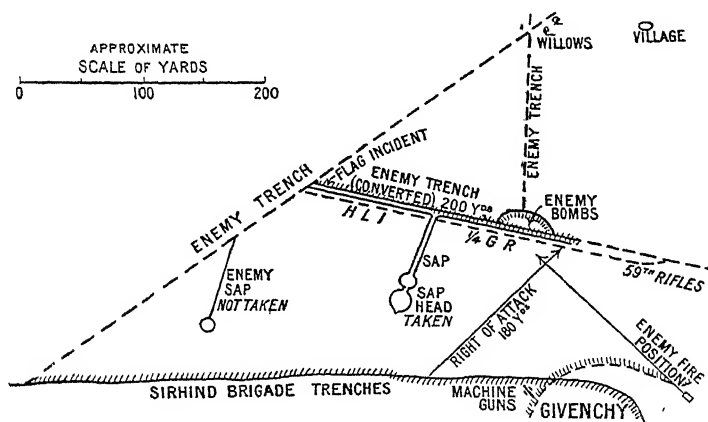 APPROXIMATE
SCALE OF YARDS
0 100 200
WILLOWS
VILLAGE
ENEMY TRENCH
FLAG INCIDENT
ENEMY TRENCH
(CONVERTED) 200 Yds
ENEMY TRENCH
ENEMY
BOMBS
H L I
1/4 G R
59TH RIFLES
ENEMY
SAP
NOT TAKEN
SAP
SAP
HEAD
TAKEN
RIGHT OF ATTACK
180 Yds
ENEMY FIRE
POSITION?
SIRHIND BRIGADE TRENCHES
MACHINE
GUNS
GIVENCHY